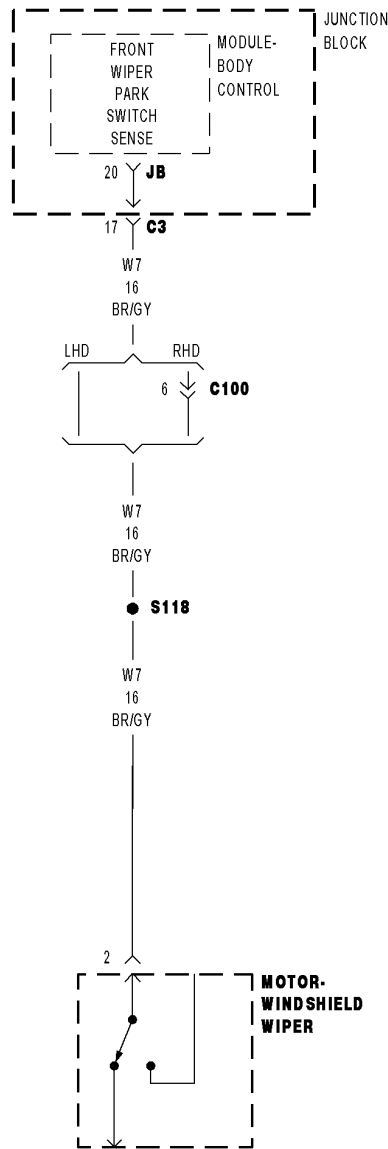 JUNCTION
BLOCK
MODULE-
BODY
CONTROL
FRONT
WIPER
PARK
SWITCH
SENSE
20 JB
17 C3
W7
16
BR/GY
LHD RHD
6 C100
W7
16
BR/GY
S118
W7
16
BR/GY
2
MOTOR-
WINDSHIELD
WIPER